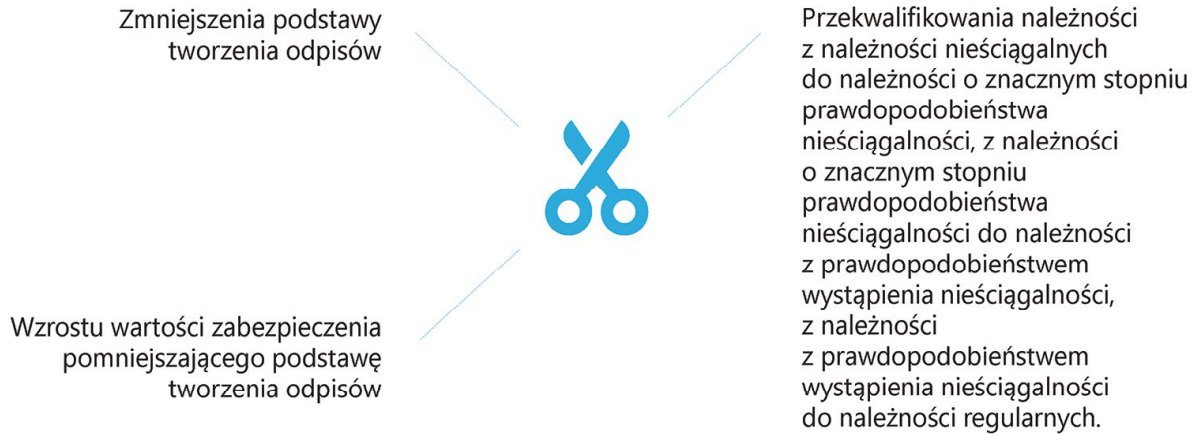 Zmniejszenia podstawy
tworzenia odpisów
Wzrostu wartości zabezpieczenia
pomniejszającego podstawę
tworzenia odpisów
Przekwalifikowania należności
z należności nieściągalnych
do należności o znacznym stopniu
prawdopodobieństwa
nieściągalności, z należności
o znacznym stopniu
prawdopodobieństwa
nieściągalności do należności
z prawdopodobieństwem
wystąpienia nieściągalności,
z należności
z prawdopodobieństwem
wystąpienia nieściągalności
do należności regularnych.